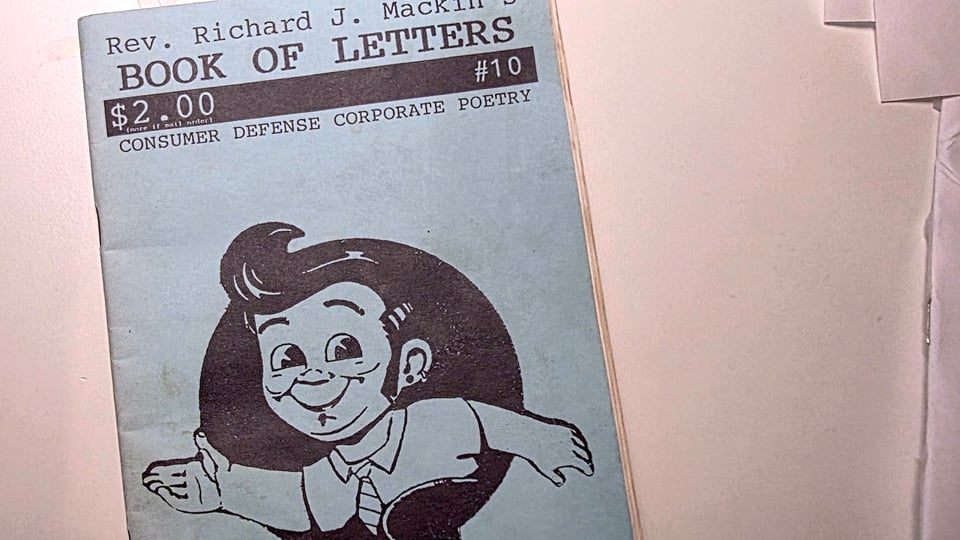 Rev. Richard J. Mackin's
BOOK OF LETTERS
$2.00 #10
(more if mail order)
CONSUMER DEFENSE CORPORATE POETRY